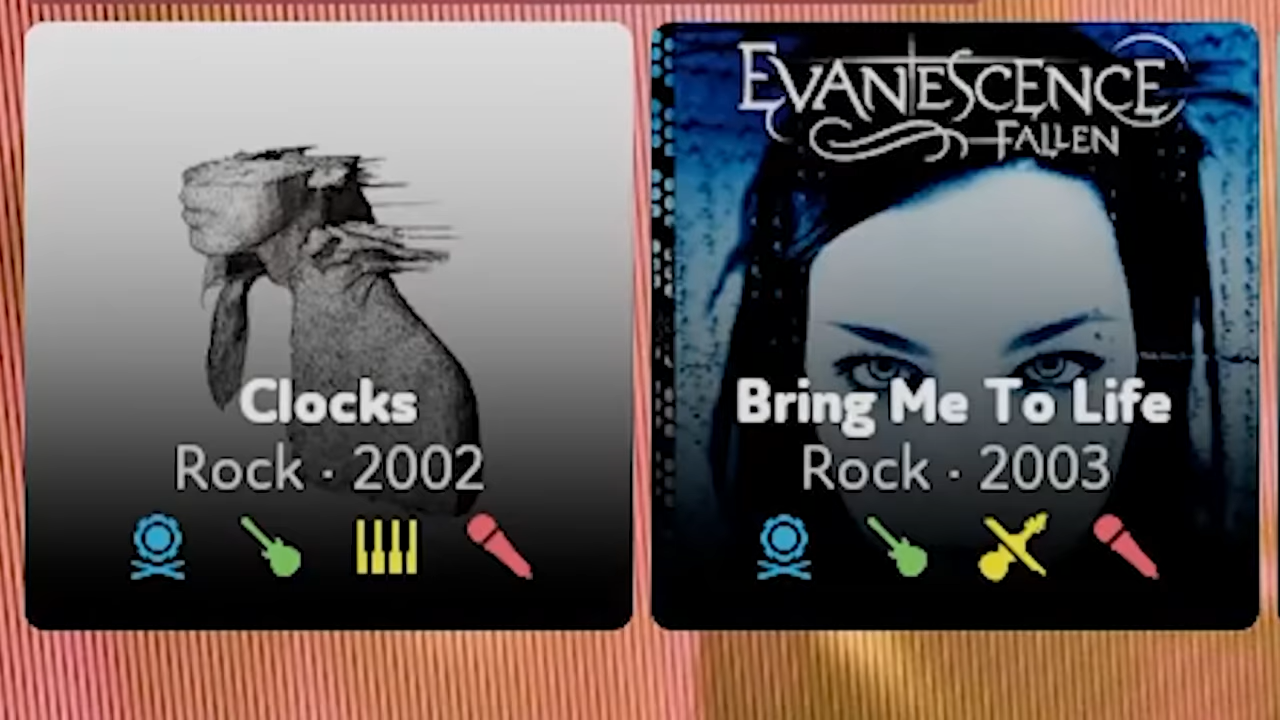 Clocks
Rock · 2002
EVANESCENCE
FALLEN
Bring Me To Life
Rock · 2003